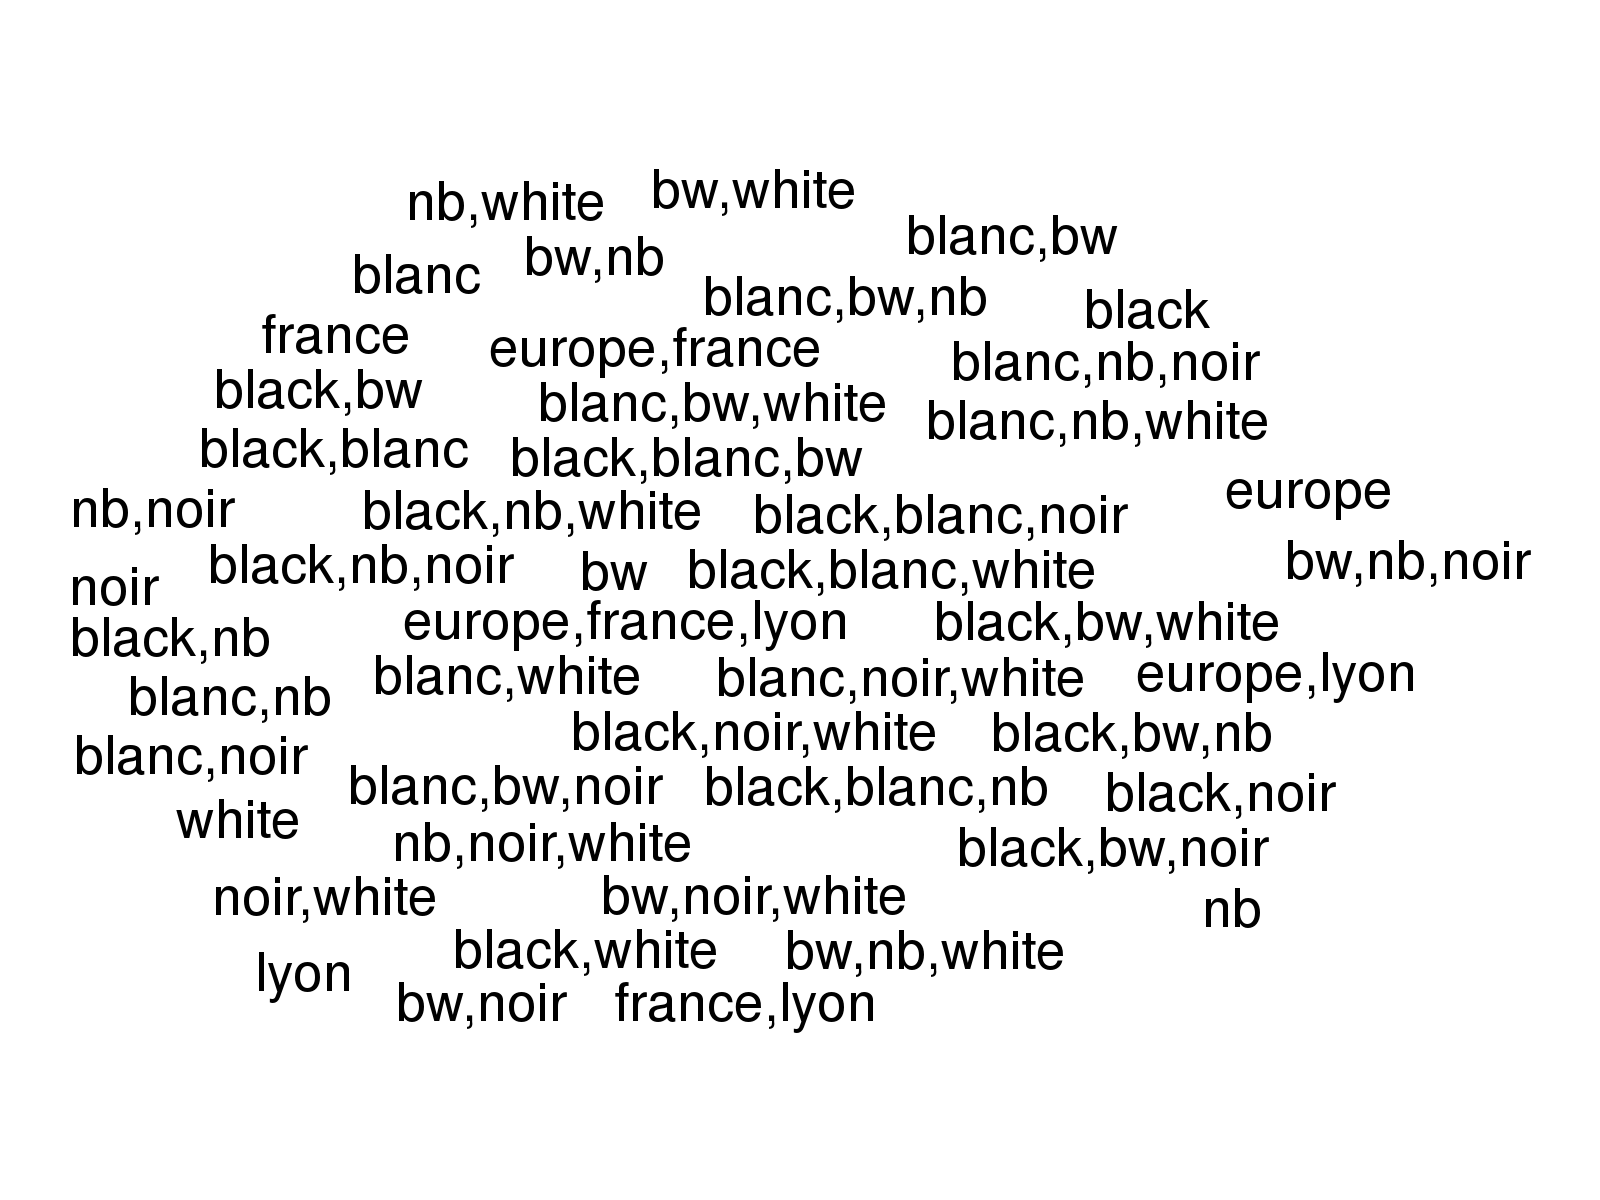 nb,white
bw,white
blanc,bw
bw,nb
blanc
blanc,bw,nb
black
france
europe,france
blanc,nb,noir
black,bw
blanc,bw,white
blanc,nb,white
black,blanc
black,blanc,bw
europe
nb,noir
black,nb,white
black,blanc,noir
black,nb,noir
bw
black,blanc,white
bw,nb,noir
noir
europe,france,lyon
black,bw,white
black,nb
blanc,white
blanc,noir,white
europe,lyon
blanc,nb
black,noir,white
black,bw,nb
blanc,noir
blanc,bw,noir
black,blanc,nb
black,noir
white
nb,noir,white
black,bw,noir
noir,white
bw,noir,white
nb
black,white
bw,nb,white
lyon
bw,noir
france,lyon